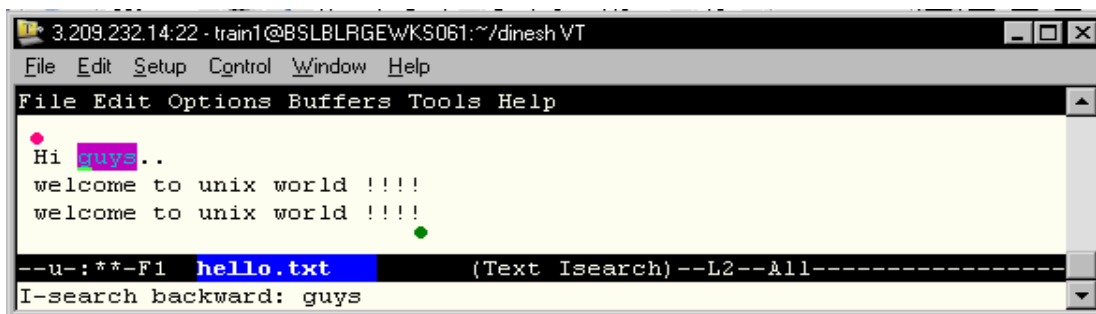 3.209.232.14:22 - train1@BSLBLRGEWKS061:~/dinesh VT
File Edit Setup Control Window Help
File Edit Options Buffers Tools Help
Hi guys..
welcome to unix world !!!!
welcome to unix world !!!!
--u-:**-F1 hello.txt (Text Isearch)--L2--All-----------------
I-search backward: guys